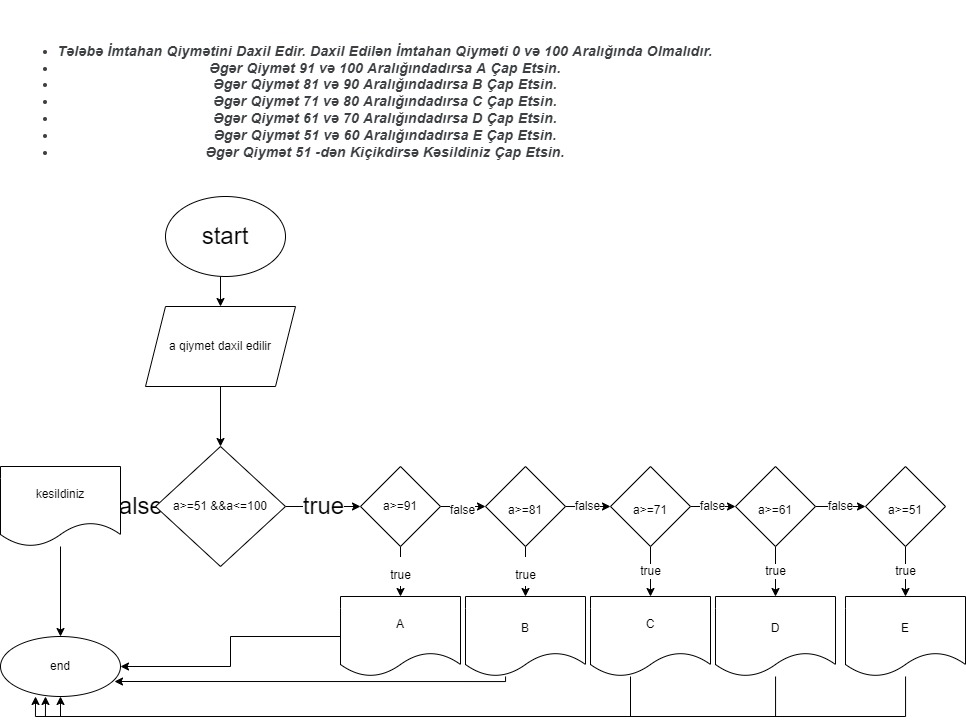 Tələbə İmtahan Qiymətini Daxil Edir. Daxil Edilən İmtahan Qiyməti 0 və 100 Aralığında Olmalıdır.
Əgər Qiymət 91 və 100 Aralığındadırsa A Çap Etsin.
Əgər Qiymət 81 və 90 Aralığındadırsa B Çap Etsin.
Əgər Qiymət 71 və 80 Aralığındadırsa C Çap Etsin.
Əgər Qiymət 61 və 70 Aralığındadırsa D Çap Etsin.
Əgər Qiymət 51 və 60 Aralığındadırsa E Çap Etsin.
Əgər Qiymət 51 -dən Kiçikdirsə Kəsildiniz Çap Etsin.
start
a qiymet daxil edilir
kesildiniz
alse
a>=51 &&a<=100
true
a>=91
false
a>=81
false
a>=71
false
a>=61
false
a>=51
true
true
true
true
true
A
B
C
D
E
end